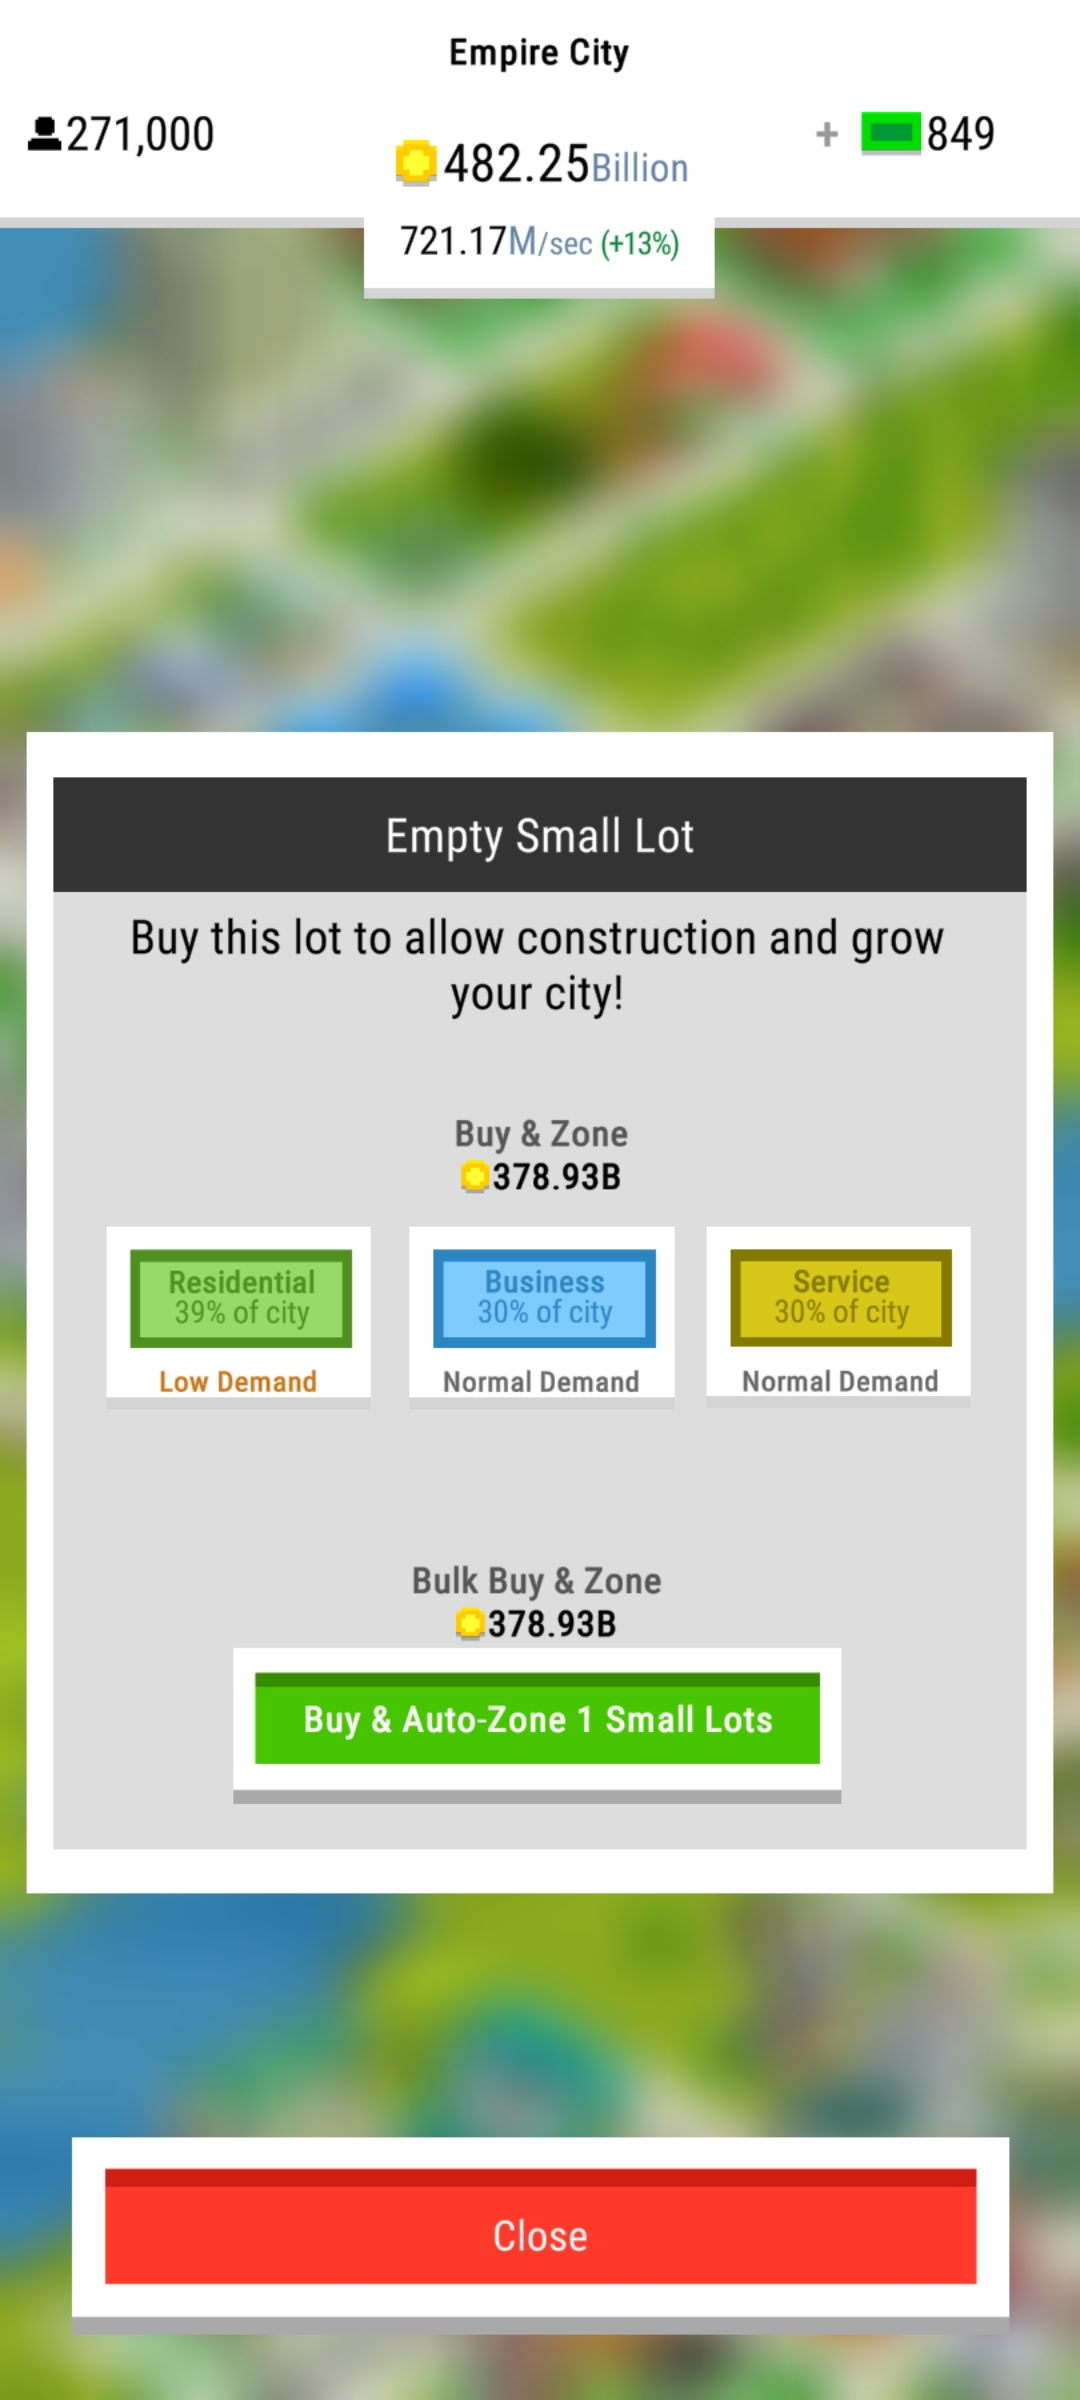 Empire City
271,000
482.25Billion
+ 849
721.17M/sec (+13%)
Empty Small Lot
Buy this lot to allow construction and grow
your city!
Buy & Zone
378.93B
Residential
39% of city
Low Demand
Business
30% of city
Normal Demand
Service
30% of city
Normal Demand
Bulk Buy & Zone
378.93B
Buy & Auto-Zone 1 Small Lots
Close